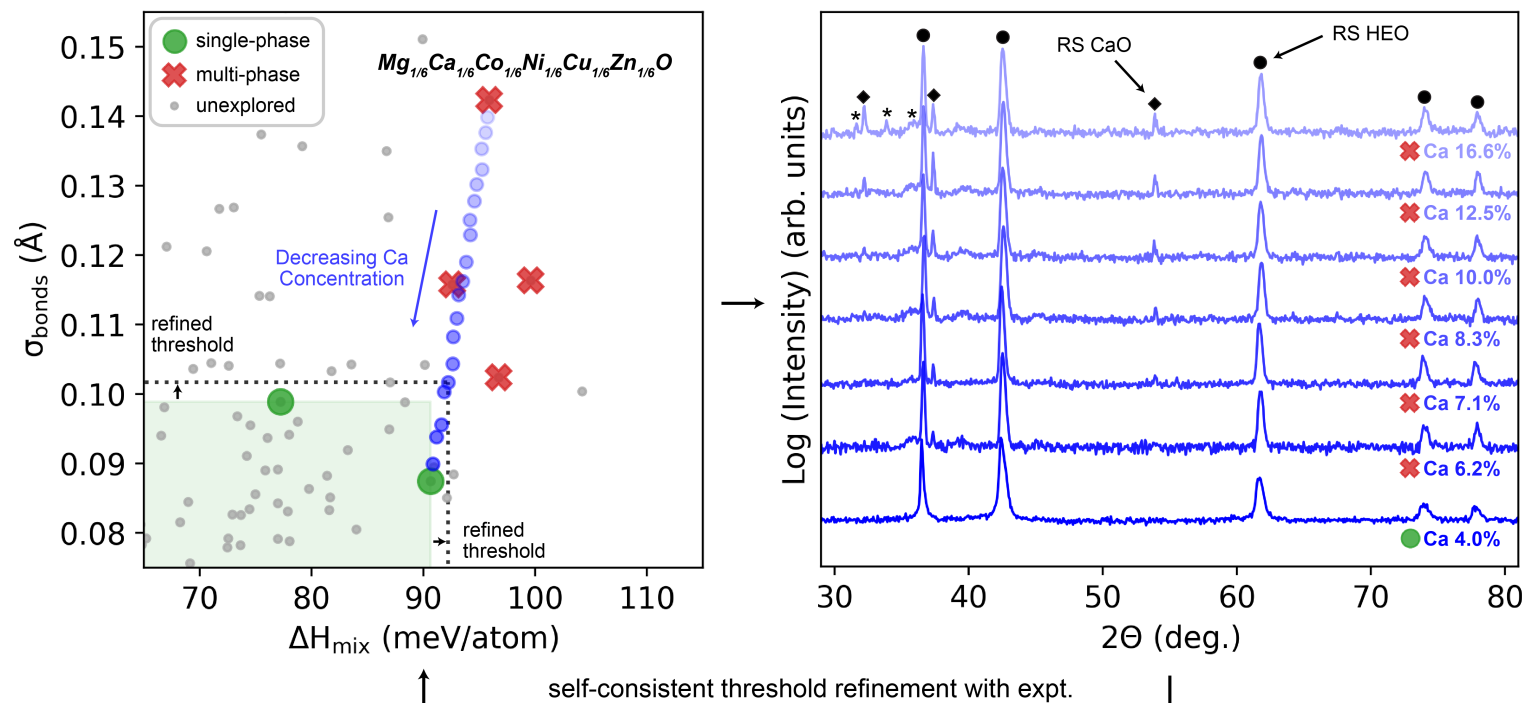 single-phase
multi-phase
unexplored
Mg1/6Ca1/6Co1/6Ni1/6Cu1/6Zn1/6O
Decreasing Ca
Concentration
refined
threshold
refined
threshold
0.15
0.14
0.13
0.12
0.11
0.10
0.09
0.08
σbonds (Å)
70 80 90 100 110
ΔHmix (meV/atom)
Log (Intensity) (arb. units)
RS CaO
RS HEO
* * *
Ca 16.6%
Ca 12.5%
Ca 10.0%
Ca 8.3%
Ca 7.1%
Ca 6.2%
Ca 4.0%
30 40 50 60 70 80
2Θ (deg.)
self-consistent threshold refinement with expt.